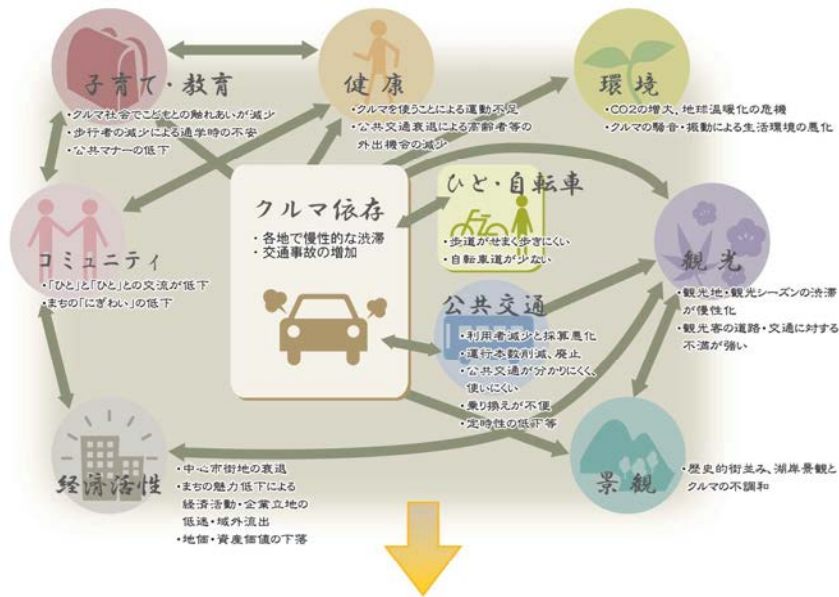 子育て・教育
・クルマ社会でこどもとの触れあいが減少
・歩行者の減少による通学時の不安
・公共マナーの低下
健康
・クルマを使うことによる運動不足
・公共交通衰退による高齢者等の
外出機会の減少
環境
・CO2の増大、地球温暖化の危機
・クルマの騒音・振動による生活環境の悪化
クルマ依存
・各地で慢性的な渋滞
・交通事故の増加
ひと・自転車
・歩道がせまく歩きにくい
・自転車道が少ない
コミュニティ
・「ひと」と「ひと」との交流が低下
・まちの「にぎわい」の低下
観光
・観光地・観光シーズンの渋滞
が慢性化
・観光客の道路・交通に対する
不満が強い
公共交通
・利用者減少と採算悪化
・運行本数削減、廃止
・公共交通が分かりにくく、
使いにくい
・乗り換えが不便
・定時性の低下等
経済活性
・中心市街地の衰退
・まちの魅力低下による
経済活動・企業立地の
低迷・域外流出
・地価・資産価値の下落
景観
・歴史的街並み、湖岸景観と
クルマの不調和